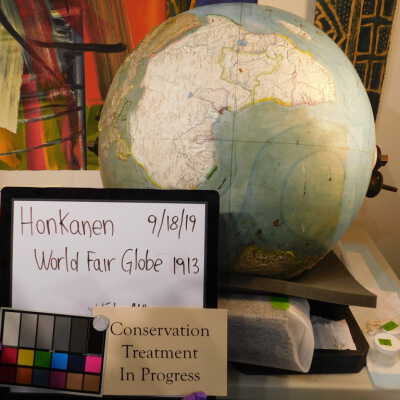 Honkanen 9/18/19
World Fair Globe 1913
Conservation
Treatment
In Progress